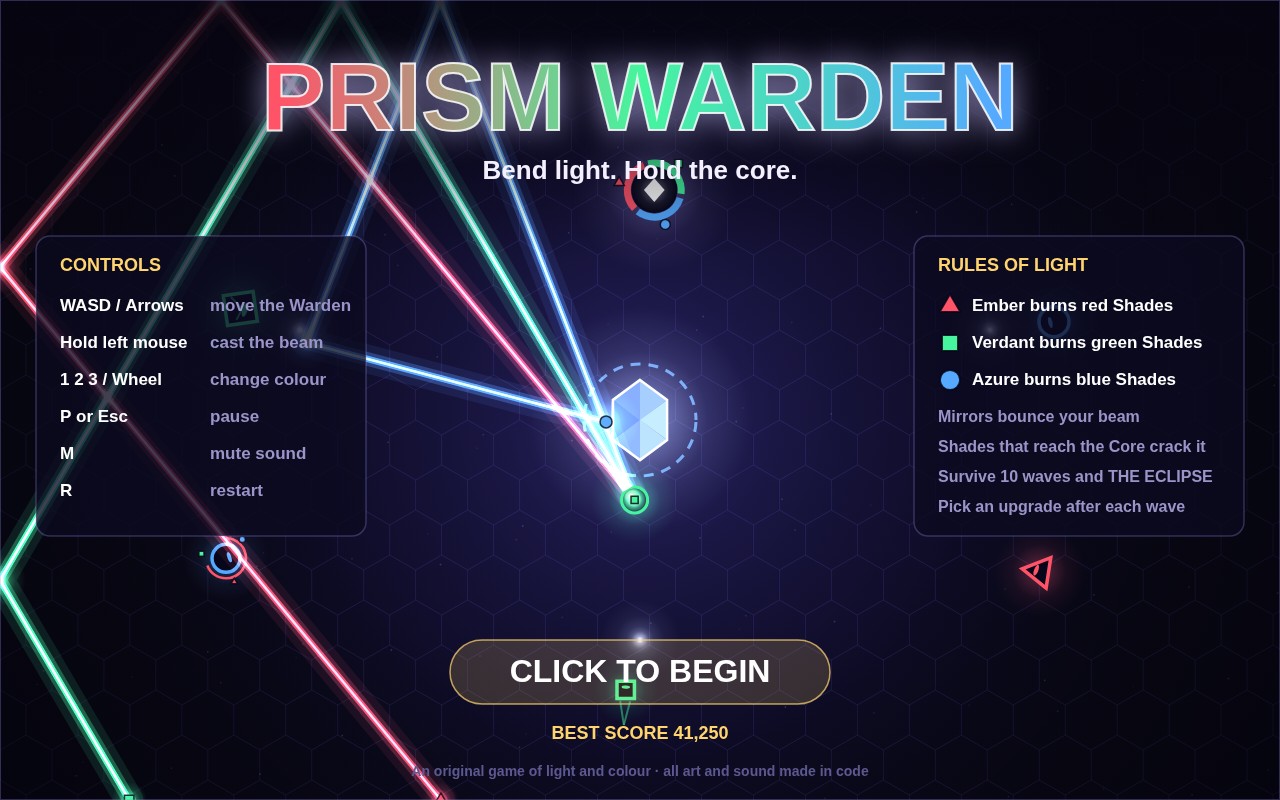 PRISM WARDEN
Bend light. Hold the core.
CONTROLS
WASD / Arrows move the Warden
Hold left mouse cast the beam
1 2 3 / Wheel change colour
P or Esc pause
M mute sound
R restart
RULES OF LIGHT
Ember burns red Shades
Verdant burns green Shades
Azure burns blue Shades
Mirrors bounce your beam
Shades that reach the Core crack it
Survive 10 waves and THE ECLIPSE
Pick an upgrade after each wave
CLICK TO BEGIN
BEST SCORE 41,250
An original game of light and colour · all art and sound made in code